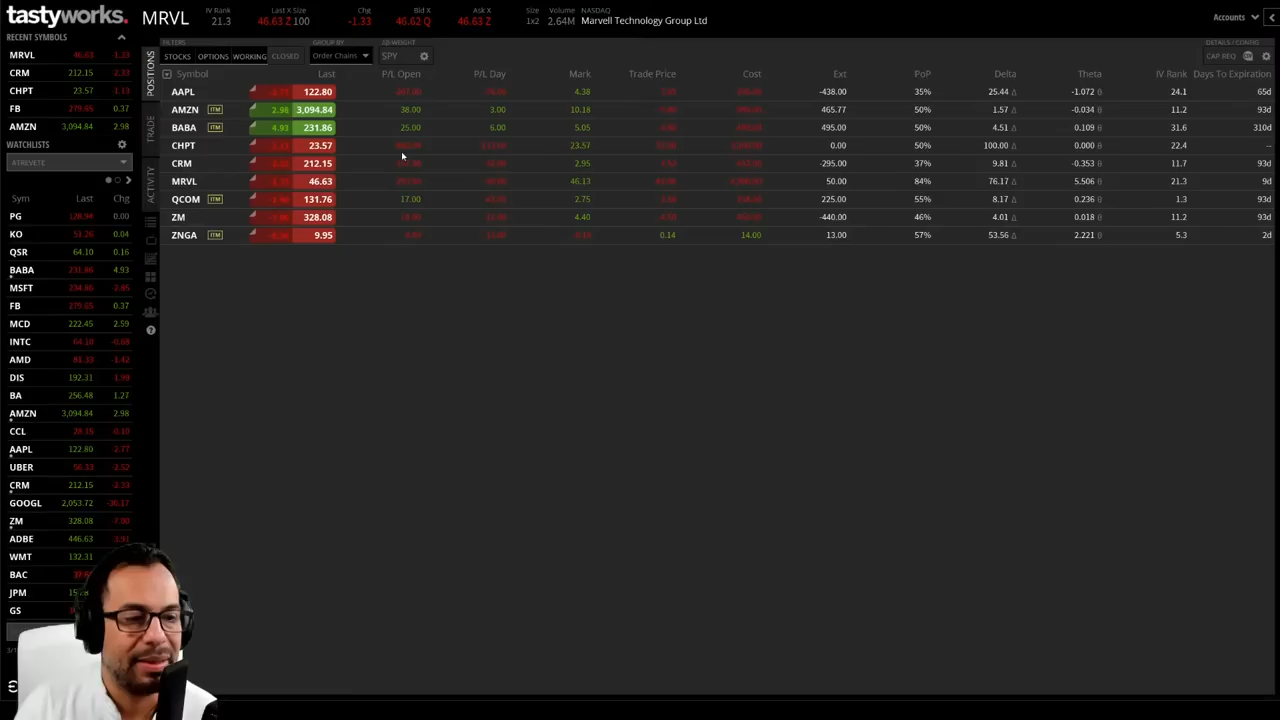 tastyworks.
MRVL
IV Rank
21.3
Last X Size
46.63 Z 100
Chg
-1.33
Bid X
46.62 Q
Ask X
46.63 Z
Size
1x2
Volume
2.64M
NASDAQ
Marvell Technology Group Ltd
Accounts
RECENT SYMBOLS
MRVL 46.63 -1.33
CRM 212.15 -2.33
CHPT 23.57 -1.13
FB 279.65 0.37
AMZN 3,094.84 2.98
WATCHLISTS
ATREVETE
Sym Last Chg
PG 128.94 0.00
KO 53.26 0.04
QSR 64.10 0.16
BABA 231.86 4.93
MSFT 234.86 -2.85
FB 279.65 0.37
MCD 222.45 2.59
INTC 64.10 -0.68
AMD 81.33 -1.42
DIS 192.31 -1.99
BA 256.48 1.27
AMZN 3,094.84 2.98
CCL 28.15 -0.10
AAPL 122.80 -2.77
UBER 56.33 -2.52
CRM 212.15 -2.33
GOOGL 2,053.72 -30.17
ZM 328.08 -7.00
ADBE 446.63 -3.91
WMT 132.31
BAC
JPM
GS
POSITIONS
TRADE
ACTIVITY
FILTERS
STOCKS OPTIONS WORKING CLOSED
GROUP BY
Order Chains
Δβ WEIGHT
SPY
DETAILS / CONFIG
CAP REQ
Symbol Last P/L Open P/L Day Mark Trade Price Cost Ext PoP Delta Theta IV Rank Days To Expiration
AAPL -2.77 122.80 4.38 -438.00 35% 25.44 Δ -1.072 θ 24.1 65d
AMZN ITM 2.98 3,094.84 38.00 3.00 10.18 465.77 50% 1.57 Δ -0.034 θ 11.2 93d
BABA ITM 4.93 231.86 25.00 6.00 5.05 495.00 50% 4.51 Δ 0.109 θ 31.6 310d
CHPT -1.13 23.57 23.57 0.00 50% 100.00 Δ 0.000 θ 22.4 --
CRM 212.15 2.95 -295.00 37% 9.81 Δ -0.353 θ 11.7 93d
MRVL -1.33 46.63 46.13 50.00 84% 76.17 Δ 5.506 θ 21.3 9d
QCOM ITM 131.76 17.00 2.75 225.00 55% 8.17 Δ 0.236 θ 1.3 93d
ZM 328.08 4.40 -440.00 46% 4.01 Δ 0.018 θ 11.2 93d
ZNGA ITM 9.95 0.14 14.00 13.00 57% 53.56 Δ 2.221 θ 5.3 2d